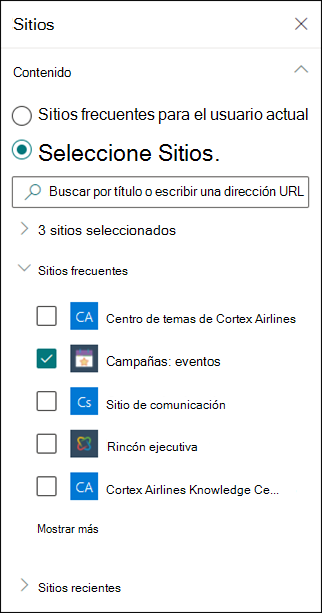 Sitios
Contenido
Sitios frecuentes para el usuario actual
Seleccione Sitios.
Buscar por título o escribir una dirección URL
3 sitios seleccionados
Sitios frecuentes
CA Centro de temas de Cortex Airlines
Campañas: eventos
Cs Sitio de comunicación
Rincón ejecutiva
CA Cortex Airlines Knowledge Ce...
Mostrar más
Sitios recientes